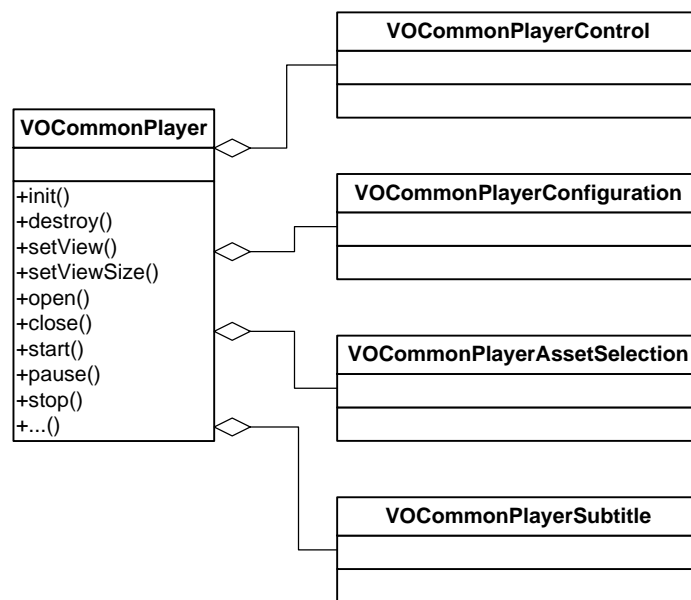 VOCommonPlayerControl
VOCommonPlayer
+init()
+destroy()
+setView()
+setViewSize()
+open()
+close()
+start()
+pause()
+stop()
+...()
VOCommonPlayerConfiguration
VOCommonPlayerAssetSelection
VOCommonPlayerSubtitle